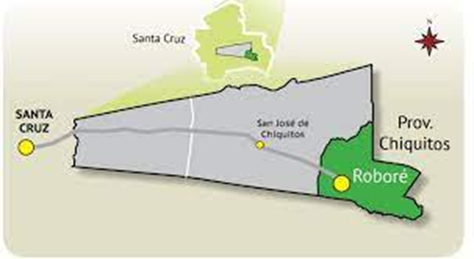 N
Santa Cruz
SANTA
CRUZ
San José de
Chiquitos
Prov.
Chiquitos
Roboré